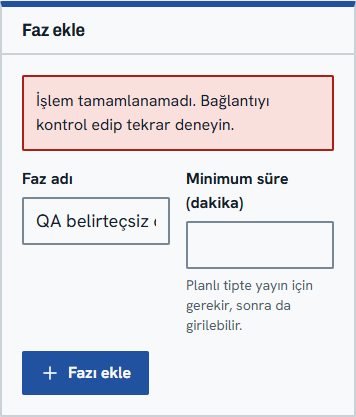 Faz ekle
İşlem tamamlanamadı. Bağlantıyı
kontrol edip tekrar deneyin.
Faz adı
QA belirteçsiz
Minimum süre
(dakika)
Planlı tipte yayın için
gerekir, sonra da
girilebilir.
Fazı ekle